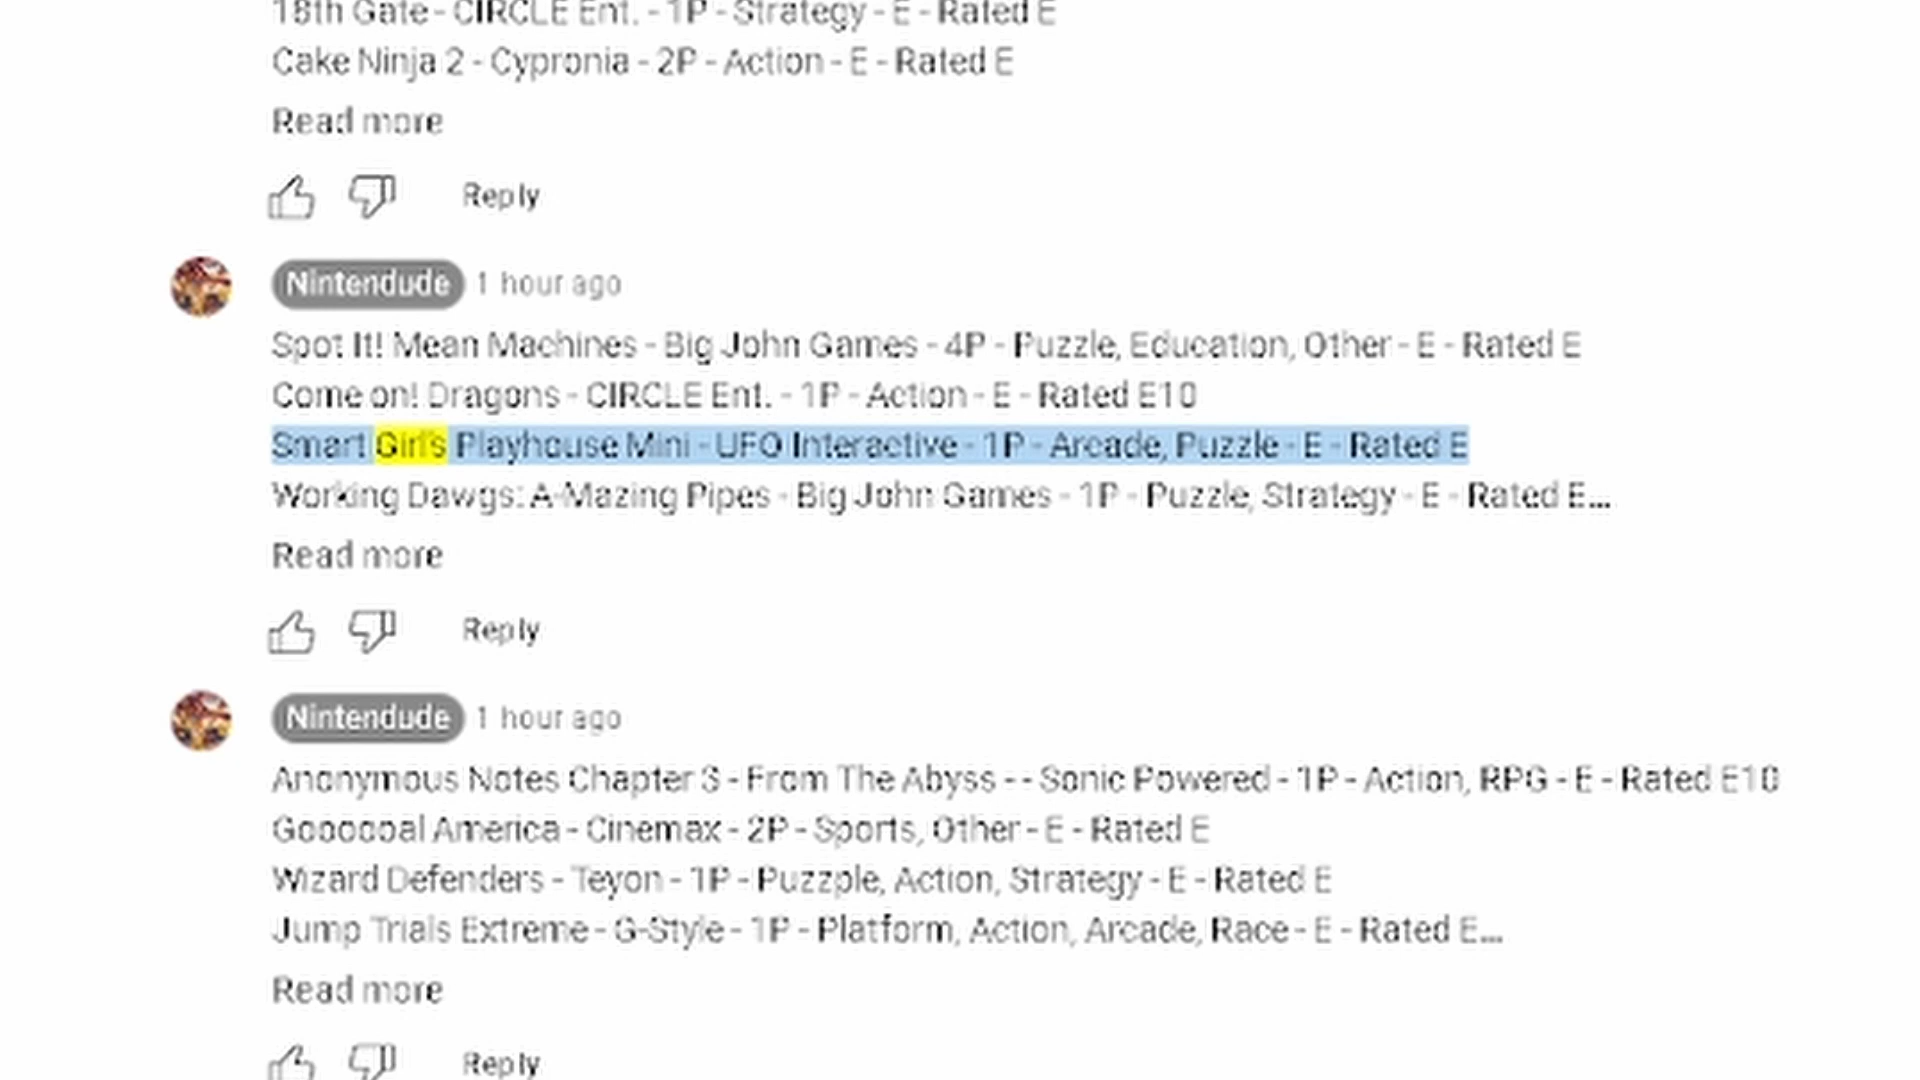 18th Gate - CIRCLE Ent. - 1P - Strategy - E - Rated E
Cake Ninja 2 - Cypronia - 2P - Action - E - Rated E
Read more
Reply
Nintendude 1 hour ago
Spot It! Mean Machines - Big John Games - 4P - Puzzle, Education, Other - E - Rated E
Come on! Dragons - CIRCLE Ent. - 1P - Action - E - Rated E10
Smart Girl's Playhouse Mini - UFO Interactive - 1P - Arcade, Puzzle - E - Rated E
Working Dawgs: A-Mazing Pipes - Big John Games - 1P - Puzzle, Strategy - E - Rated E...
Read more
Reply
Nintendude 1 hour ago
Anonymous Notes Chapter 3 - From The Abyss - - Sonic Powered - 1P - Action, RPG - E - Rated E10
Goooooal America - Cinemax - 2P - Sports, Other - E - Rated E
Wizard Defenders - Teyon - 1P - Puzzple, Action, Strategy - E - Rated E
Jump Trials Extreme - G-Style - 1P - Platform, Action, Arcade, Race - E - Rated E...
Read more
Reply